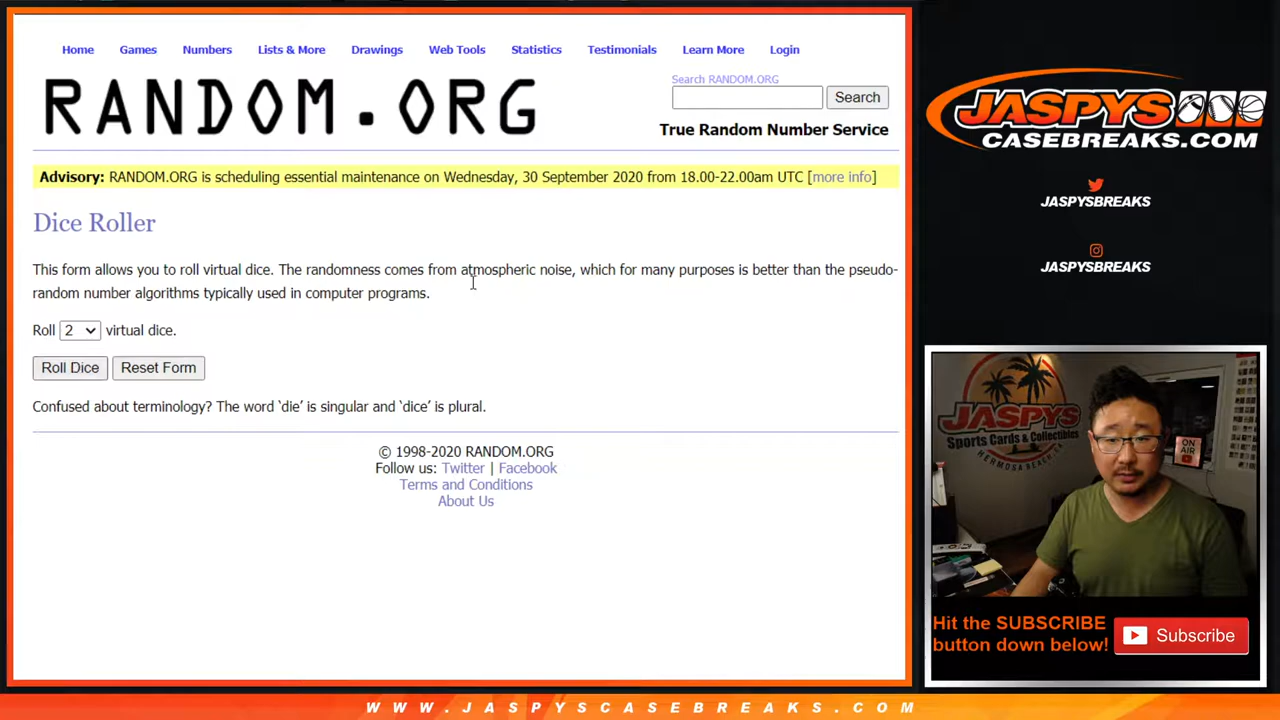 Home Games Numbers Lists & More Drawings Web Tools Statistics Testimonials Learn More Login
RANDOM.ORG
Search RANDOM.ORG
Search
True Random Number Service
Advisory: RANDOM.ORG is scheduling essential maintenance on Wednesday, 30 September 2020 from 18.00-22.00am UTC [more info]
Dice Roller
This form allows you to roll virtual dice. The randomness comes from atmospheric noise, which for many purposes is better than the pseudo-
random number algorithms typically used in computer programs.
Roll 2 virtual dice.
Roll Dice Reset Form
Confused about terminology? The word ‘die’ is singular and ‘dice’ is plural.
© 1998-2020 RANDOM.ORG
Follow us: Twitter | Facebook
Terms and Conditions
About Us
JASPYS
CASEBREAKS.COM
JASPYSBREAKS
JASPYSBREAKS
JASPYS
Sports Cards & Collectibles
HERMOSA BEACH, CA
ON AIR
Hit the SUBSCRIBE
button down below!
Subscribe
WWW.JASPYSCASEBREAKS.COM